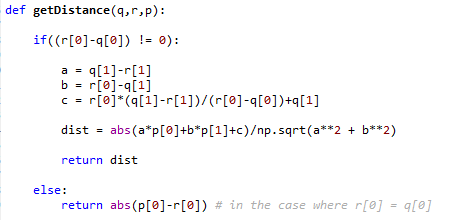 def getDistance(q,r,p):
if((r[0]-q[0]) != 0):
a = q[1]-r[1]
b = r[0]-q[1]
c = r[0]*(q[1]-r[1])/(r[0]-q[0])+q[1]
dist = abs(a*p[0]+b*p[1]+c)/np.sqrt(a**2 + b**2)
return dist
else:
return abs(p[0]-r[0]) # in the case where r[0] = q[0]